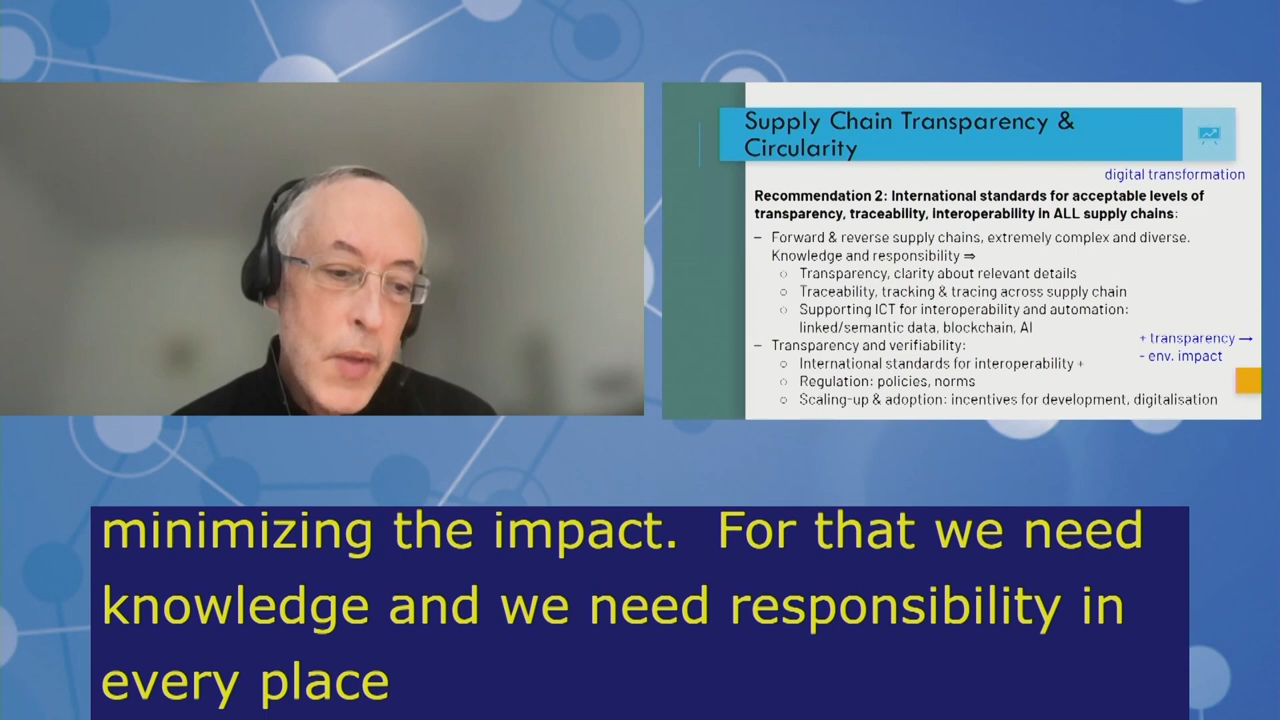 Supply Chain Transparency &
Circularity
digital transformation
Recommendation 2: International standards for acceptable levels of
transparency, traceability, interoperability in ALL supply chains:
– Forward & reverse supply chains, extremely complex and diverse.
Knowledge and responsibility ⇒
○ Transparency, clarity about relevant details
○ Traceability, tracking & tracing across supply chain
○ Supporting ICT for interoperability and automation:
linked/semantic data, blockchain, AI
– Transparency and verifiability:
+ transparency →
- env. impact
○ International standards for interoperability +
○ Regulation: policies, norms
○ Scaling-up & adoption: incentives for development, digitalisation
minimizing the impact.  For that we need
knowledge and we need responsibility in
every place